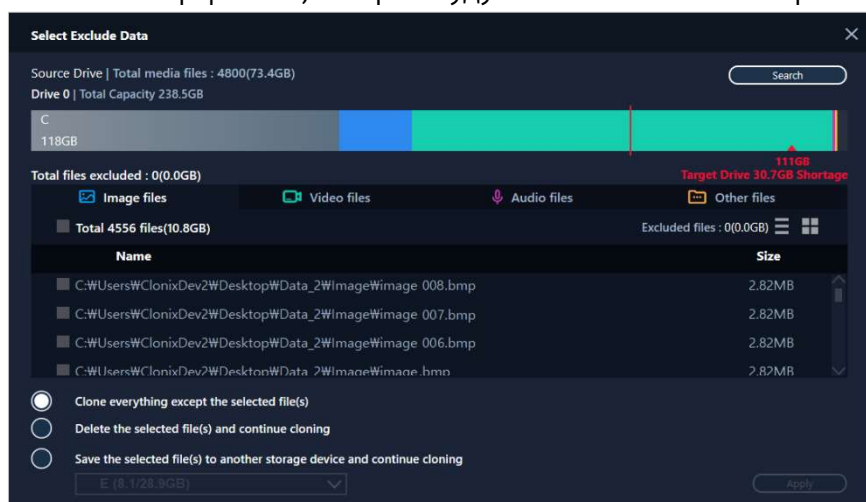 Select Exclude Data
Source Drive | Total media files : 4800(73.4GB)
Search
Drive 0 | Total Capacity 238.5GB
C
118GB
111GB
Total files excluded : 0(0.0GB)
Target Drive 30.7GB Shortage
Image files Video files Audio files Other files
Total 4556 files(10.8GB) Excluded files : 0(0.0GB)
Name Size
C:₩Users₩ClonixDev2₩Desktop₩Data_2₩Image₩image 008.bmp 2.82MB
C:₩Users₩ClonixDev2₩Desktop₩Data_2₩Image₩image 007.bmp 2.82MB
C:₩Users₩ClonixDev2₩Desktop₩Data_2₩Image₩image 006.bmp 2.82MB
C:₩Users₩ClonixDev2₩Desktop₩Data_2₩Image₩image.bmp 2.82MB
Clone everything except the selected file(s)
Delete the selected file(s) and continue cloning
Save the selected file(s) to another storage device and continue cloning
E (8.1/28.9GB)
Apply